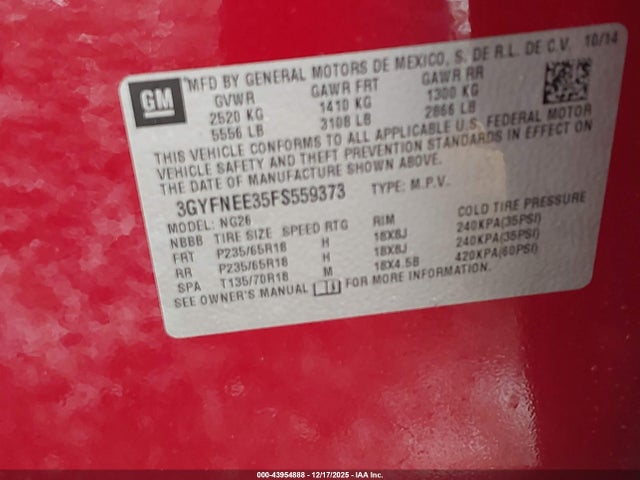 GM
MFD BY GENERAL MOTORS DE MEXICO, S. DE R.L. DE C.V. 10/14
GVWR GAWR FRT GAWR RR
2520 KG 1410 KG 1300 KG
5556 LB 3108 LB 2866 LB
THIS VEHICLE CONFORMS TO ALL APPLICABLE U.S. FEDERAL MOTOR
VEHICLE SAFETY AND THEFT PREVENTION STANDARDS IN EFFECT ON
THE DATE OF MANUFACTURE SHOWN ABOVE.
3GYFNEE35FS559373 TYPE: M.P.V.
MODEL: NG26
NBBB TIRE SIZE SPEED RTG RIM COLD TIRE PRESSURE
FRT P235/65R18 H 18X8J 240KPA(35PSI)
RR P235/65R18 H 18X8J 240KPA(35PSI)
SPA T135/70R18 M 18X4.5B 420KPA(60PSI)
SEE OWNER'S MANUAL FOR MORE INFORMATION.
000-43954888 - 12/17/2025 - IAA Inc.